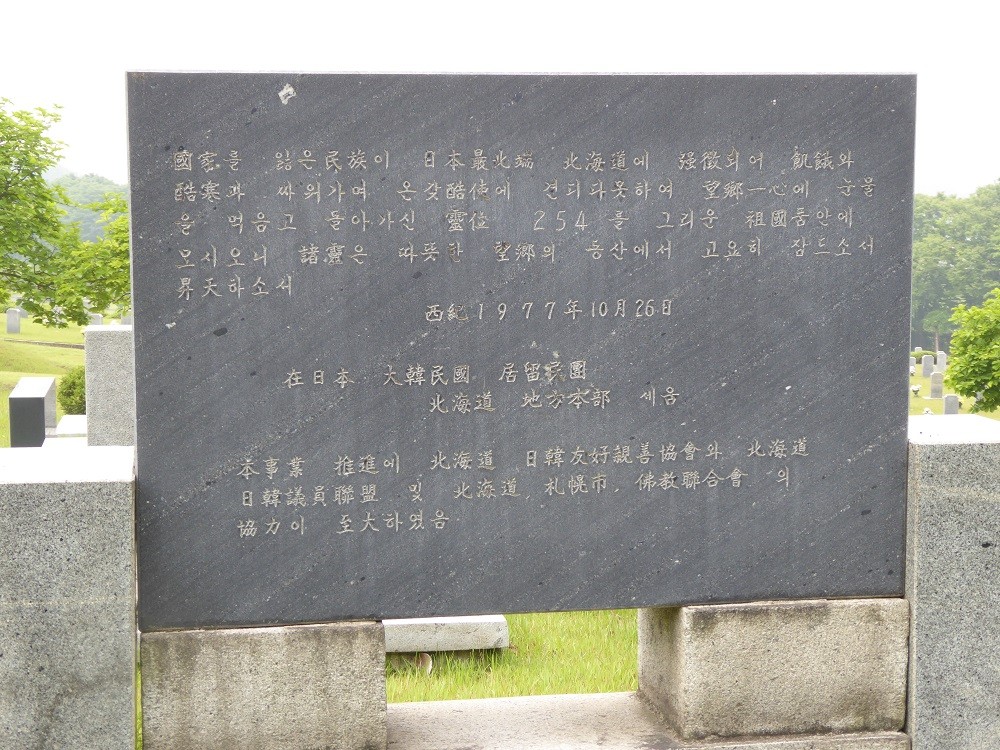 國家를 잃은民族이 日本最北端 北海道에 强徵되어 飢餓와
酷寒과 싸워가며 온갖酷使에 견디다못하여 望鄉一心에 눈물
을 먹음고 돌아가신 靈位 254를 그리운 祖國품안에
모시오니 諸靈은 따뜻한 望鄉의 동산에서 고요히 잠드소서
昇天하소서
西紀1977年10月26日
在日本 大韓民國 居留民團
北海道 地方本部 세움
本事業 推進에 北海道 日韓友好親善協會와 北海道
日韓議員聯盟 및 北海道, 札幌市, 佛敎聯合會 의
協力이 至大하였음